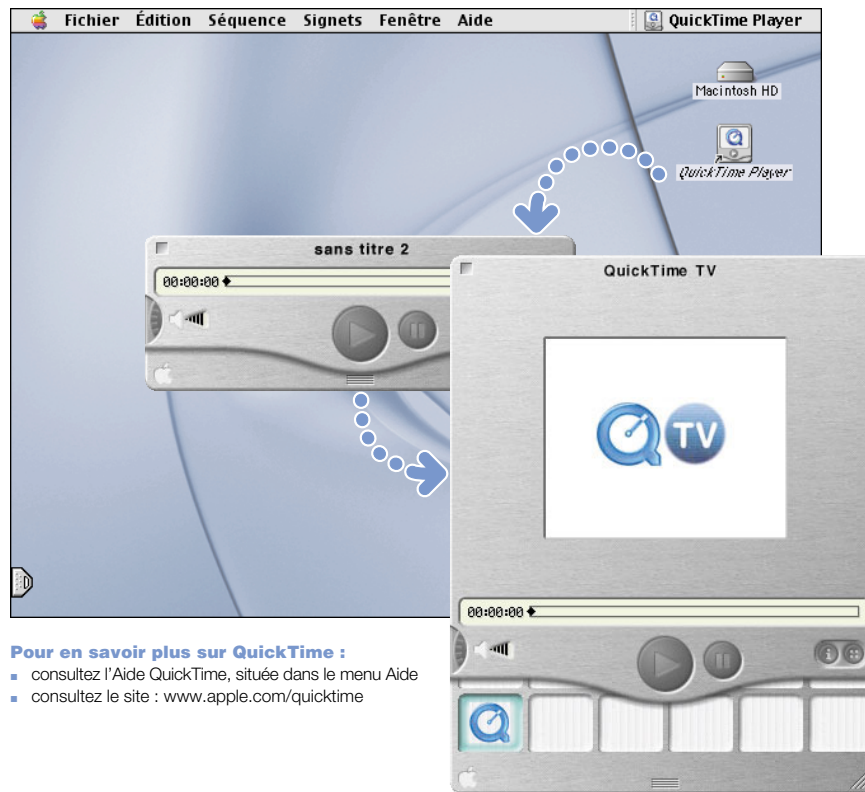 Fichier Édition Séquence Signets Fenêtre Aide QuickTime Player
Macintosh HD
QuickTime Player
sans titre 2
00:00:00
QuickTime TV
TV
00:00:00
Pour en savoir plus sur QuickTime :
consultez l'Aide QuickTime, située dans le menu Aide
consultez le site : www.apple.com/quicktime